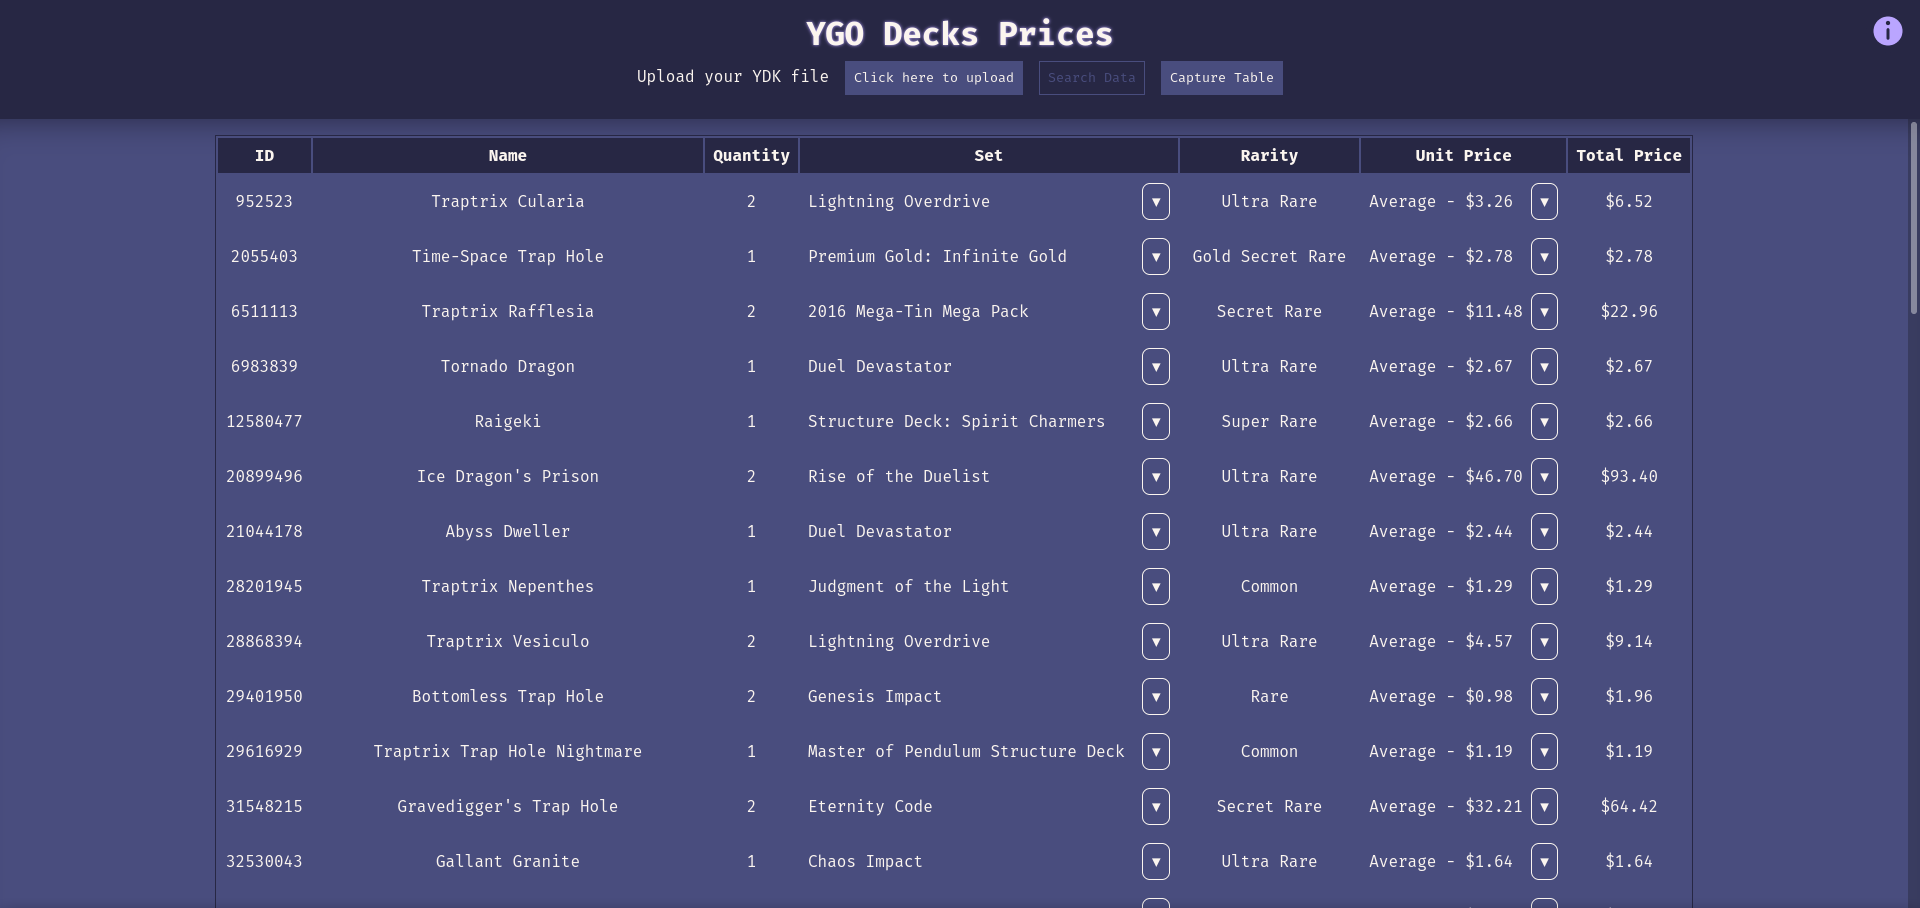 YGO Decks Prices
Upload your YDK file Click here to upload Search Data Capture Table
ID Name Quantity Set Rarity Unit Price Total Price
952523 Traptrix Cularia 2 Lightning Overdrive ▼ Ultra Rare Average - $3.26 ▼ $6.52
2055403 Time-Space Trap Hole 1 Premium Gold: Infinite Gold ▼ Gold Secret Rare Average - $2.78 ▼ $2.78
6511113 Traptrix Rafflesia 2 2016 Mega-Tin Mega Pack ▼ Secret Rare Average - $11.48 ▼ $22.96
6983839 Tornado Dragon 1 Duel Devastator ▼ Ultra Rare Average - $2.67 ▼ $2.67
12580477 Raigeki 1 Structure Deck: Spirit Charmers ▼ Super Rare Average - $2.66 ▼ $2.66
20899496 Ice Dragon's Prison 2 Rise of the Duelist ▼ Ultra Rare Average - $46.70 ▼ $93.40
21044178 Abyss Dweller 1 Duel Devastator ▼ Ultra Rare Average - $2.44 ▼ $2.44
28201945 Traptrix Nepenthes 1 Judgment of the Light ▼ Common Average - $1.29 ▼ $1.29
28868394 Traptrix Vesiculo 2 Lightning Overdrive ▼ Ultra Rare Average - $4.57 ▼ $9.14
29401950 Bottomless Trap Hole 2 Genesis Impact ▼ Rare Average - $0.98 ▼ $1.96
29616929 Traptrix Trap Hole Nightmare 1 Master of Pendulum Structure Deck ▼ Common Average - $1.19 ▼ $1.19
31548215 Gravedigger's Trap Hole 2 Eternity Code ▼ Secret Rare Average - $32.21 ▼ $64.42
32530043 Gallant Granite 1 Chaos Impact ▼ Ultra Rare Average - $1.64 ▼ $1.64